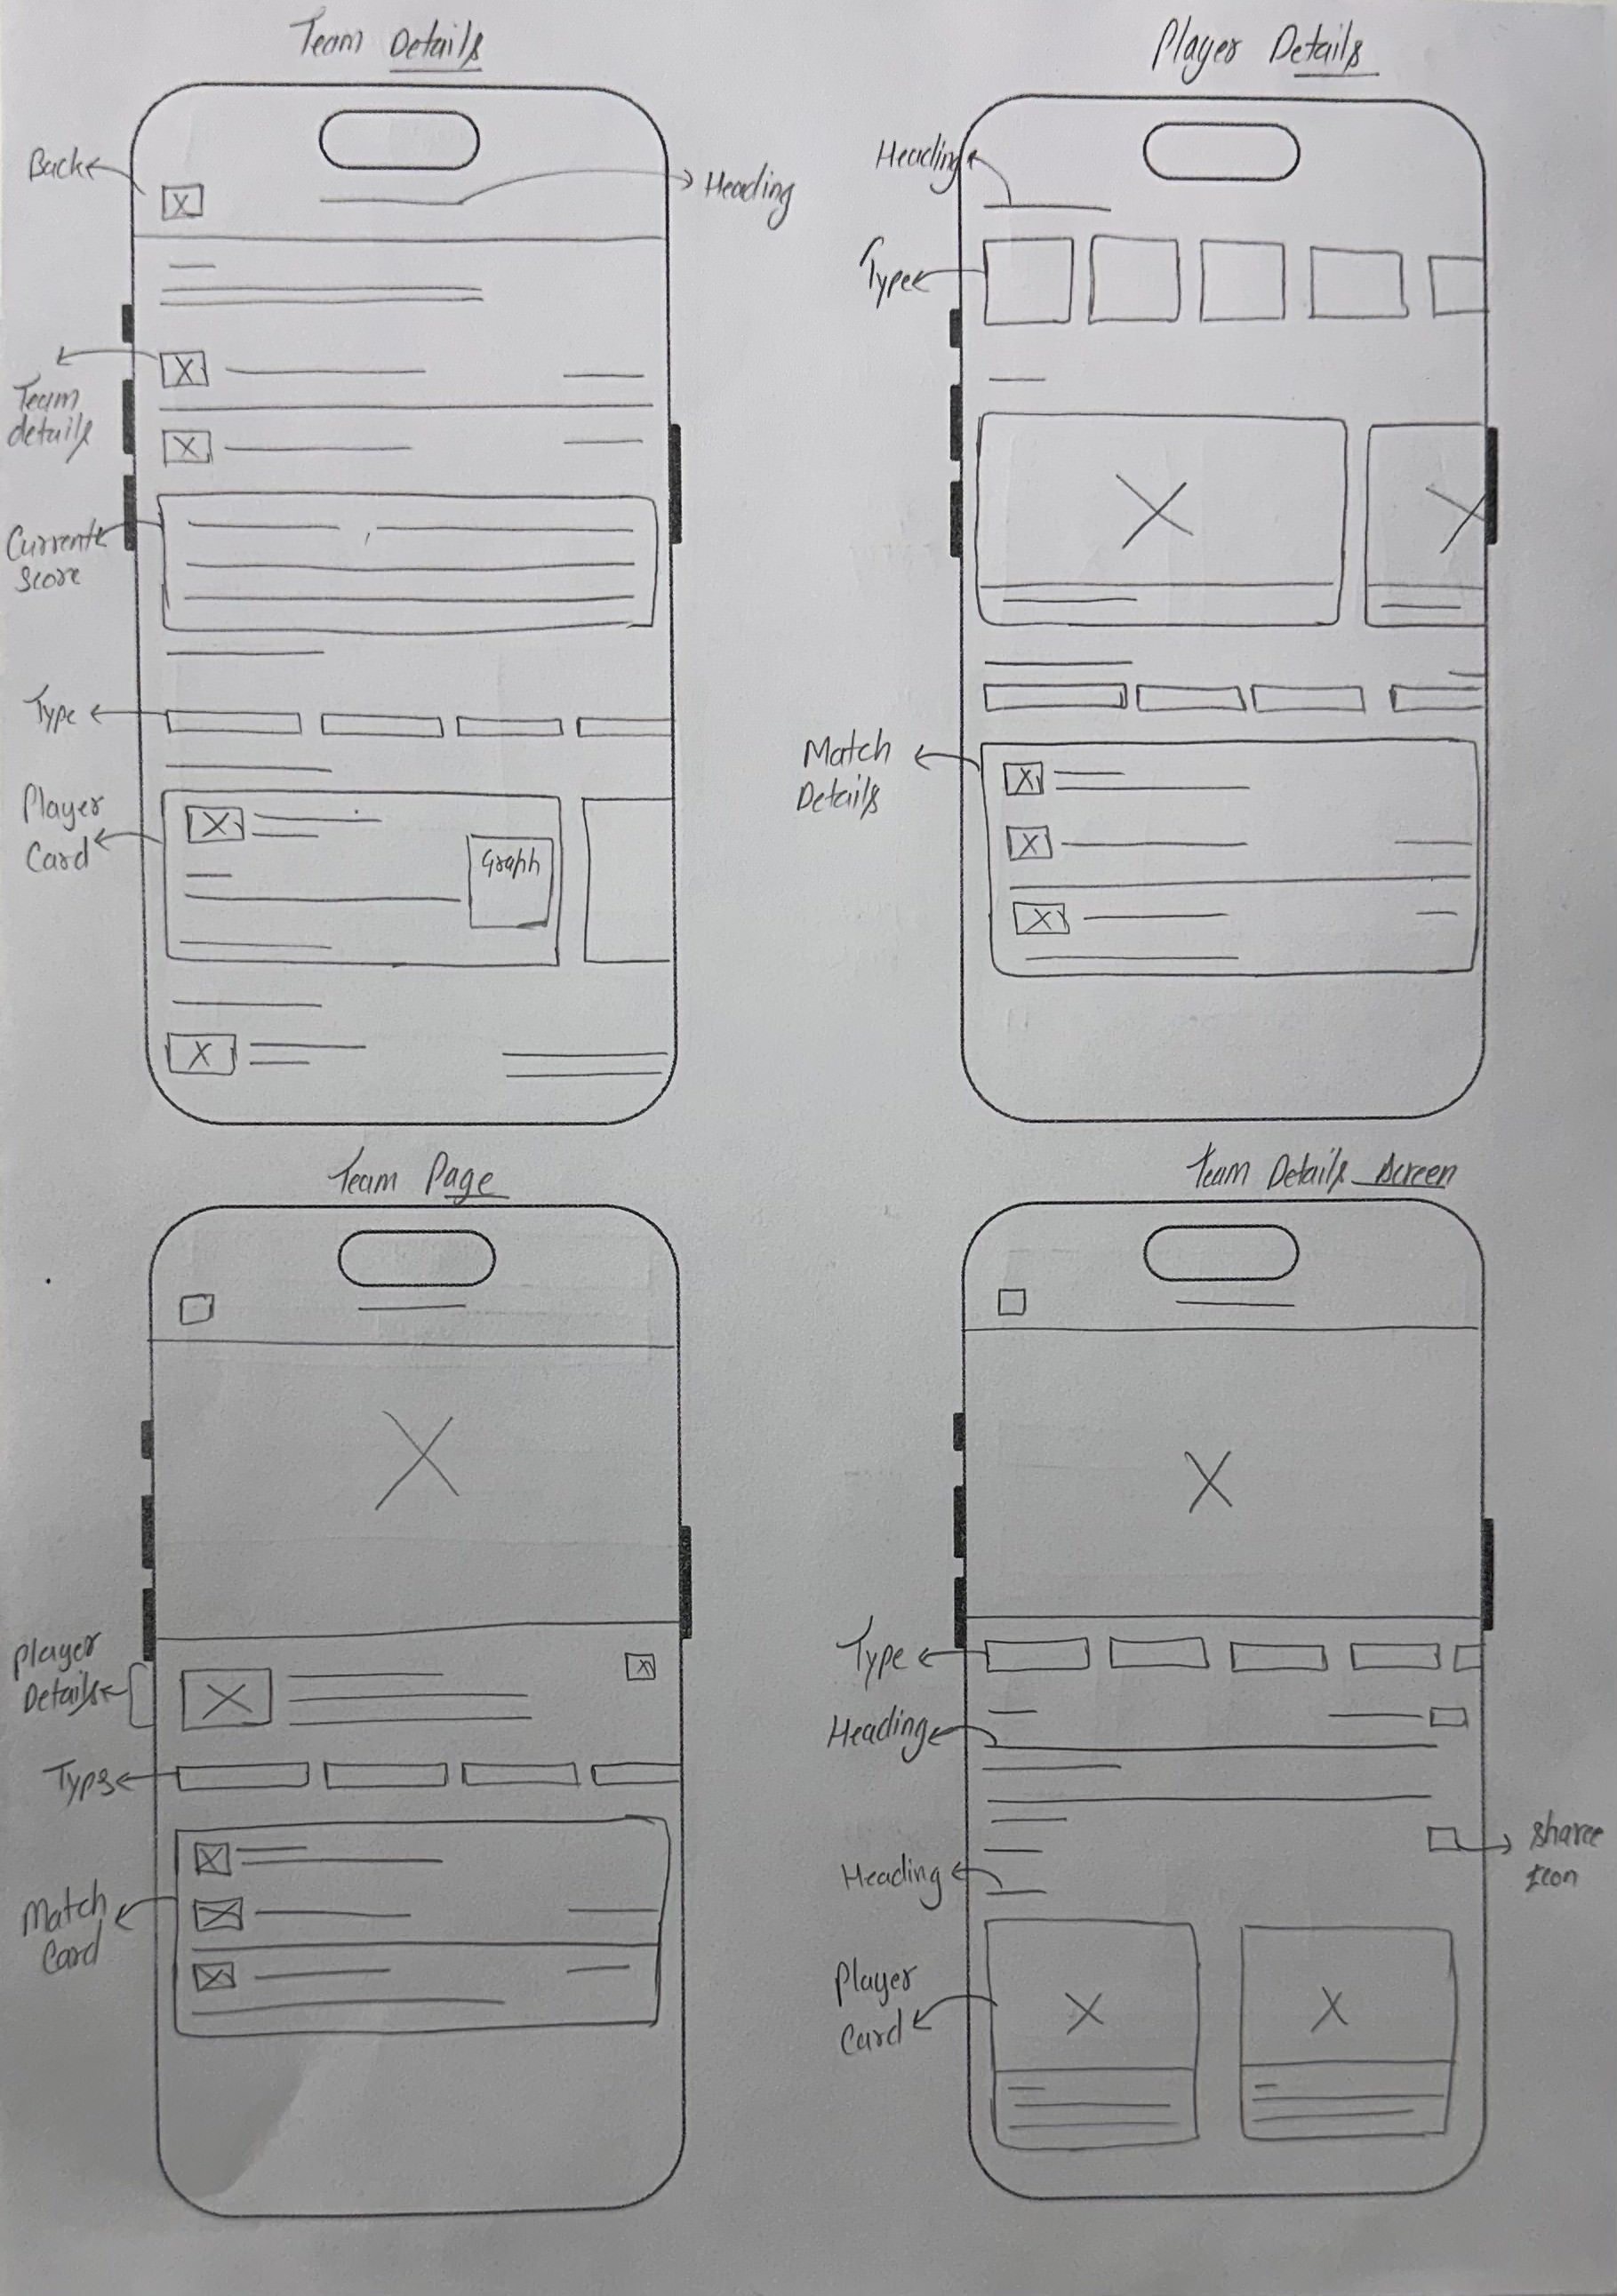 Team Details
Back
Heading
Team
details
Current
Score
Type
Player
Card
Graph
Player Details
Heading
Type
Match
Details
Team Page
Player
Details
Types
Match
Card
Team Details Screen
Type
Heading
Heading
Share
Icon
Player
Card